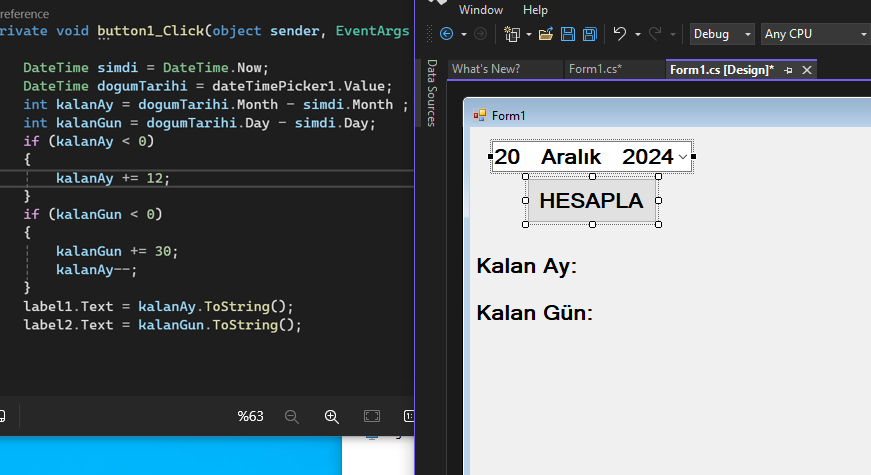 reference
rivate void button1_Click(object sender, EventArgs
DateTime simdi = DateTime.Now;
DateTime dogumTarihi = dateTimePicker1.Value;
int kalanAy = dogumTarihi.Month - simdi.Month ;
int kalanGun = dogumTarihi.Day - simdi.Day;
if (kalanAy < 0)
{
kalanAy += 12;
}
if (kalanGun < 0)
{
kalanGun += 30;
kalanAy--;
}
label1.Text = kalanAy.ToString();
label2.Text = kalanGun.ToString();
%63
Window Help
Debug Any CPU
Data Sources
What's New? Form1.cs* Form1.cs [Design]*
Form1
20 Aralık 2024
HESAPLA
Kalan Ay:
Kalan Gün: